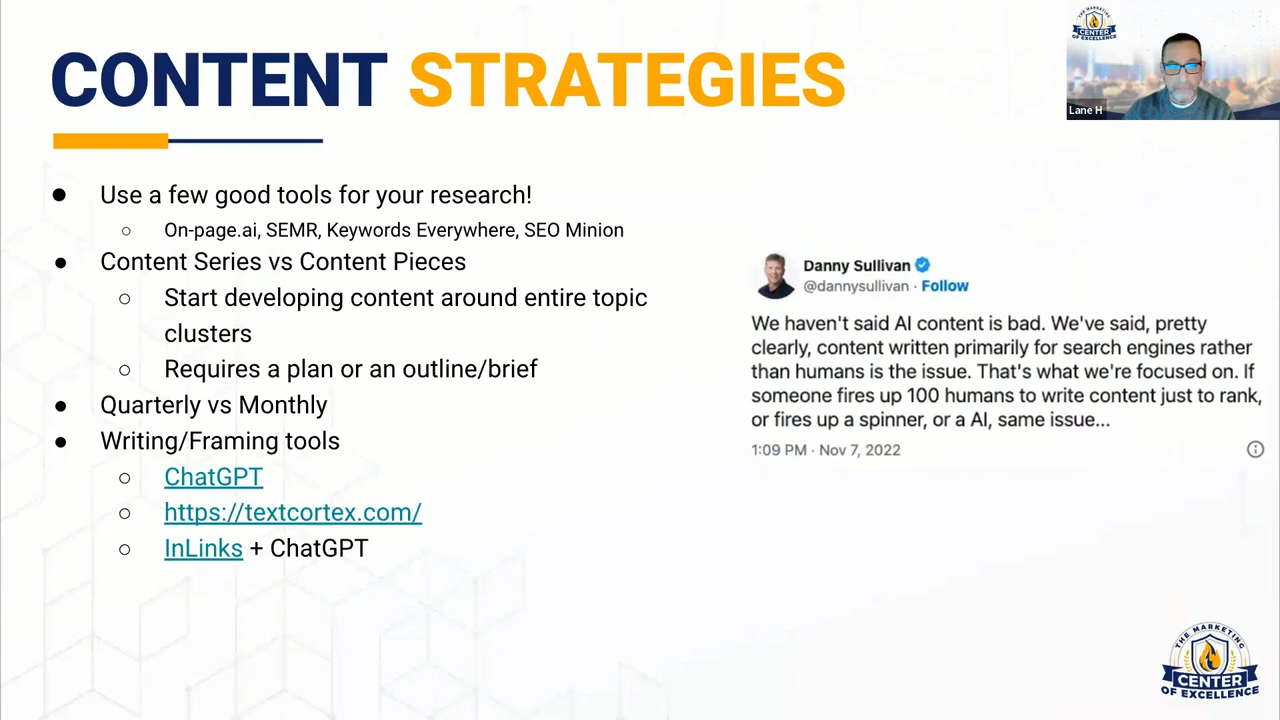 CONTENT STRATEGIES
THE MARKETING
CENTER
OF EXCELLENCE
Lane H
● Use a few good tools for your research!
○ On-page.ai, SEMR, Keywords Everywhere, SEO Minion
● Content Series vs Content Pieces
○ Start developing content around entire topic
clusters
○ Requires a plan or an outline/brief
● Quarterly vs Monthly
● Writing/Framing tools
○ ChatGPT
○ https://textcortex.com/
○ InLinks + ChatGPT
Danny Sullivan
@dannysullivan · Follow
We haven't said AI content is bad. We've said, pretty
clearly, content written primarily for search engines rather
than humans is the issue. That's what we're focused on. If
someone fires up 100 humans to write content just to rank,
or fires up a spinner, or a AI, same issue...
1:09 PM · Nov 7, 2022
THE MARKETING
CENTER
OF EXCELLENCE